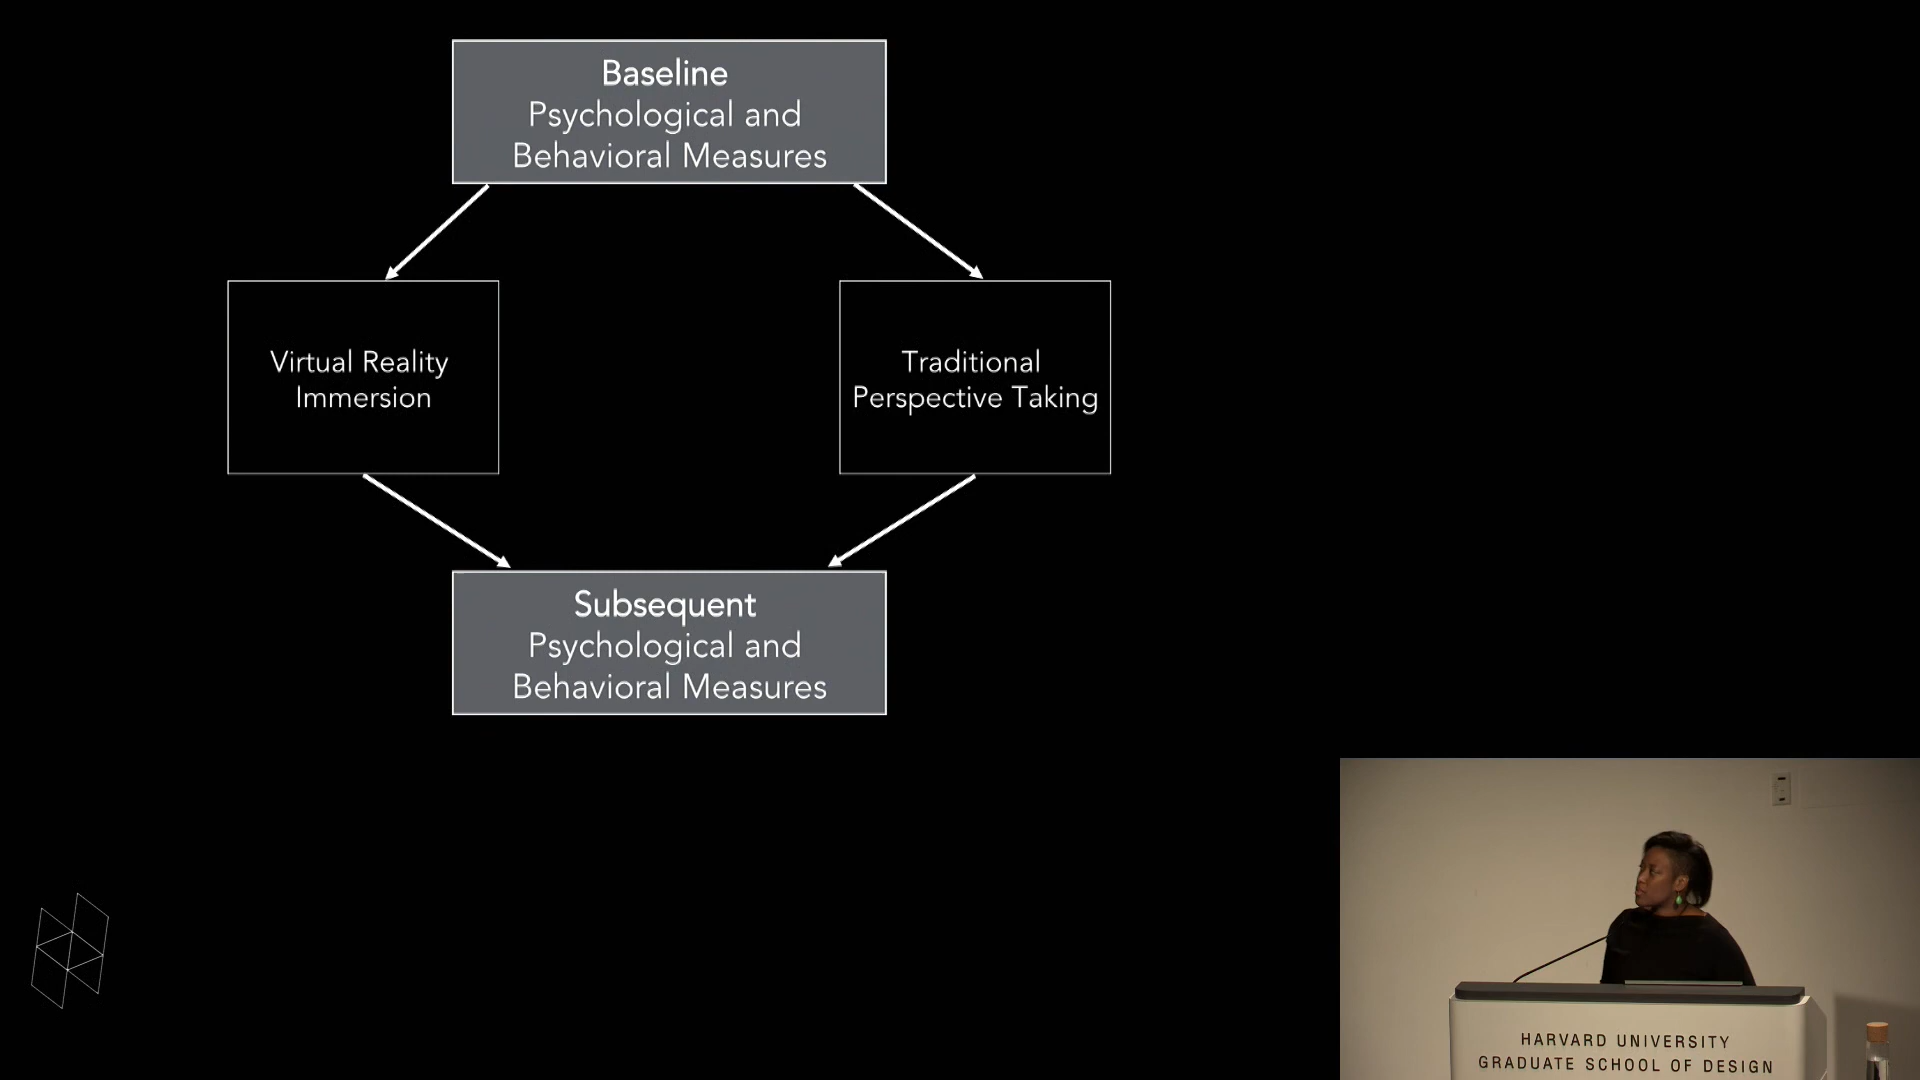 Baseline
Psychological and
Behavioral Measures
Virtual Reality
Immersion
Traditional
Perspective Taking
Subsequent
Psychological and
Behavioral Measures
HARVARD UNIVERSITY
GRADUATE SCHOOL OF DESIGN